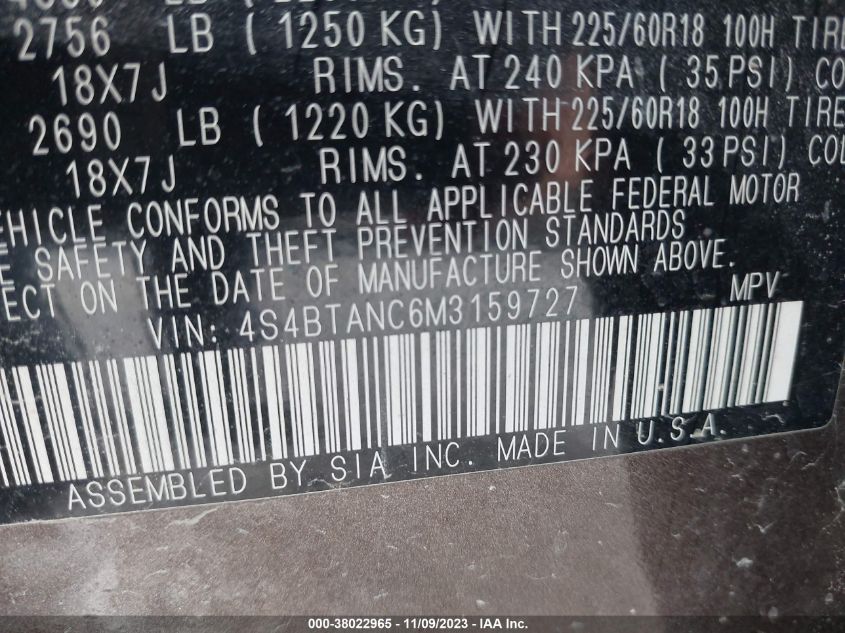 2756 LB ( 1250 KG) WITH 225/60R18 100H TIRE
18X7J RIMS. AT 240 KPA ( 35 PSI) CO
2690 LB ( 1220 KG) WITH 225/60R18 100H TIRE
18X7J RIMS. AT 230 KPA ( 33 PSI) COL
EHICLE CONFORMS TO ALL APPLICABLE FEDERAL MOTOR
E SAFETY AND THEFT PREVENTION STANDARDS
ECT ON THE DATE OF MANUFACTURE SHOWN ABOVE.
VIN: 4S4BTANC6M3159727 MPV
ASSEMBLED BY SIA INC. MADE IN U.S.A.
000-38022965 - 11/09/2023 - IAA Inc.